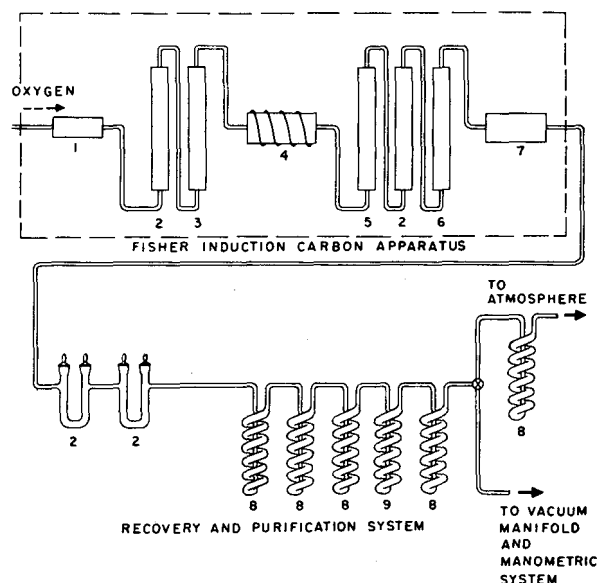 OXYGEN
1
2
3
4
5
2
6
7
FISHER INDUCTION CARBON APPARATUS
TO
ATMOSPHERE
2
2
8
8
8
9
8
8
RECOVERY AND PURIFICATION SYSTEM
TO VACUUM
MANIFOLD
AND
MANOMETRIC
SYSTEM